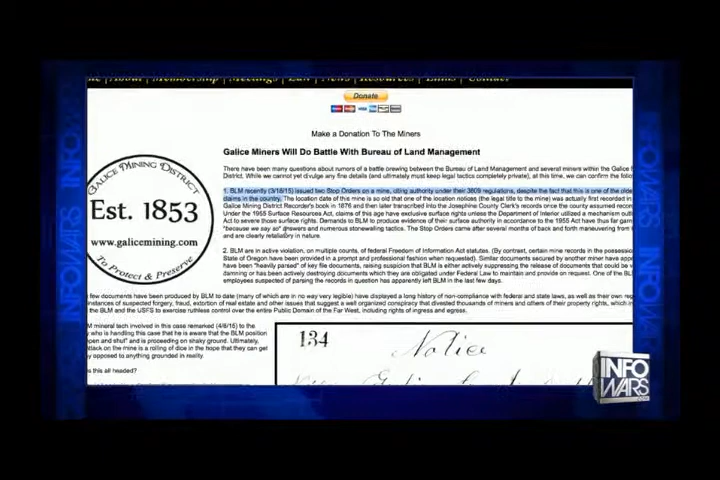 About / Membership / Meetings / Law / News / Resources / Links / Contact
Donate
Make a Donation To The Miners
Galice Miners Will Do Battle With Bureau of Land Management
There have been many questions about rumors of a battle brewing between the Bureau of Land Management and several miners within the Galice
District. While we cannot yet divulge any fine details (and ultimately must keep legal tactics completely private), at this time, we can confirm the follo
1. BLM recently (3/18/15) issued two Stop Orders on a mine, citing authority under their 3809 regulations, despite the fact that this is one of the olde
claims in the country. The location date of this mine is so old that one of the location notices (the legal title to the mine) was actually first recorded in
Galice Mining District Recorder's book in 1876 and then later transcribed into the Josephine County Clerk's records once the county assumed recor
Under the 1955 Surface Resources Act, claims of this age have exclusive surface rights unless the Department of Interior utilized a mechanism outli
Act to sever those surface rights. Demands to BLM to produce evidence of their surface authority in accordance to the 1955 Act have thus far gar
"because we say so" answers and numerous stonewalling tactics. The Stop Orders came after several months of back and forth maneuvering from t
and are clearly retaliatory in nature.
GALICE MINING DISTRICT
Est. 1853
www.galicemining.com
To Protect & Preserve
2. BLM are in active violation, on multiple counts, of federal Freedom of Information Act statutes. (By contrast, certain mine records in the possessio
State of Oregon have been provided in a prompt and professional fashion when requested). Similar documents secured by another miner have appe
have been "heavily parsed" of key file documents, raising suspicion that BLM is either actively suppressing the release of documents that could be v
damning or has been actively destroying documents which they are obligated under Federal Law to maintain and provide on request. One of the BL
employees suspected of parsing the records in question has apparently left BLM in the last few days.
few documents have been produced by BLM to date (many of which are in no way very legible) have displayed a long history of non-compliance with federal and state laws, as well as their own reg
instances of suspected forgery, fraud, extortion of real estate and other issues that suggest a well organized conspiracy that divested thousands of miners and others of their property rights, which
the BLM and the USFS to exercise ruthless control over the entire Public Domain of the Far West, including rights of ingress and egress.
M mineral tech involved in this case remarked (4/8/15) to the
y who is handling this case that he is aware that the BLM position
open and shut" and is proceeding on shaky ground. Ultimately,
attack on the mine is a rolling of dice in the hope that they can get
y opposed to anything grounded in reality.
s this all headed?
134
Notice
INFO
WARS
.COM
INFO
WARS
INFO